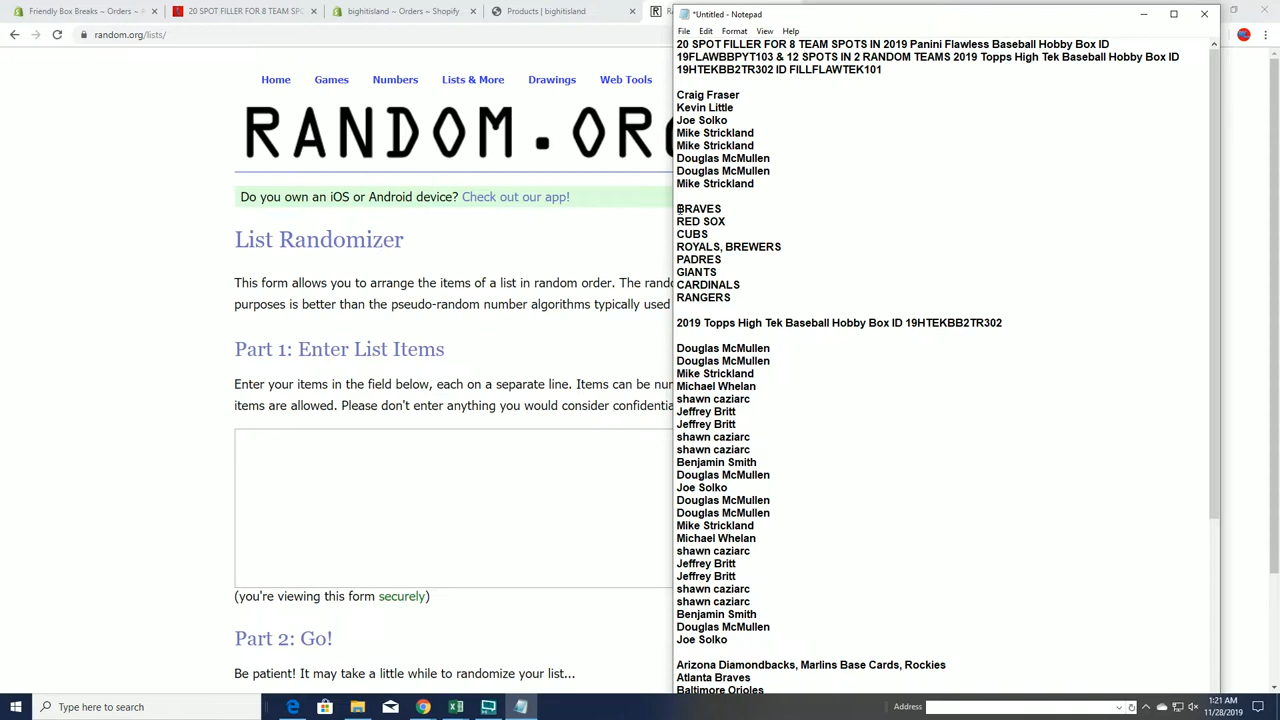 Friendly Box Breaks ~ Orders ~
20 SPOT FILLER FOR 8 TEAM SPOTS
bighitisland ~ Orders ~ Shopify
Products | bighitisland
*Untitled - Notepad
random.org/lists/
File Edit Format View Help
Home Games Numbers Lists & More Drawings Web Tools
RANDOM.ORG
Do you own an iOS or Android device? Check out our app!
List Randomizer
This form allows you to arrange the items of a list in random order. The
purposes is better than the pseudo-random number algorithms typically used
Part 1: Enter List Items
Enter your items in the field below, each on a separate line. Items can be
items are allowed. Please don't enter anything you would consider
(you're viewing this form securely)
Part 2: Go!
Be patient! It may take a little while to randomize your list...
20 SPOT FILLER FOR 8 TEAM SPOTS IN 2019 Panini Flawless Baseball Hobby Box ID
19FLAWBBPYT103 & 12 SPOTS IN 2 RANDOM TEAMS 2019 Topps High Tek Baseball Hobby Box ID
19HTEKBB2TR302 ID FILLFLAWTEK101
Craig Fraser
Kevin Little
Joe Solko
Mike Strickland
Mike Strickland
Douglas McMullen
Douglas McMullen
Mike Strickland
BRAVES
RED SOX
CUBS
ROYALS, BREWERS
PADRES
GIANTS
CARDINALS
RANGERS
2019 Topps High Tek Baseball Hobby Box ID 19HTEKBB2TR302
Douglas McMullen
Douglas McMullen
Mike Strickland
Michael Whelan
shawn caziarc
Jeffrey Britt
Jeffrey Britt
shawn caziarc
shawn caziarc
Benjamin Smith
Douglas McMullen
Joe Solko
Douglas McMullen
Douglas McMullen
Mike Strickland
Michael Whelan
shawn caziarc
Jeffrey Britt
Jeffrey Britt
shawn caziarc
shawn caziarc
Benjamin Smith
Douglas McMullen
Joe Solko
Arizona Diamondbacks, Marlins Base Cards, Rockies
Atlanta Braves
Baltimore Orioles
Type here to search
Address
1:21 AM
11/28/2019